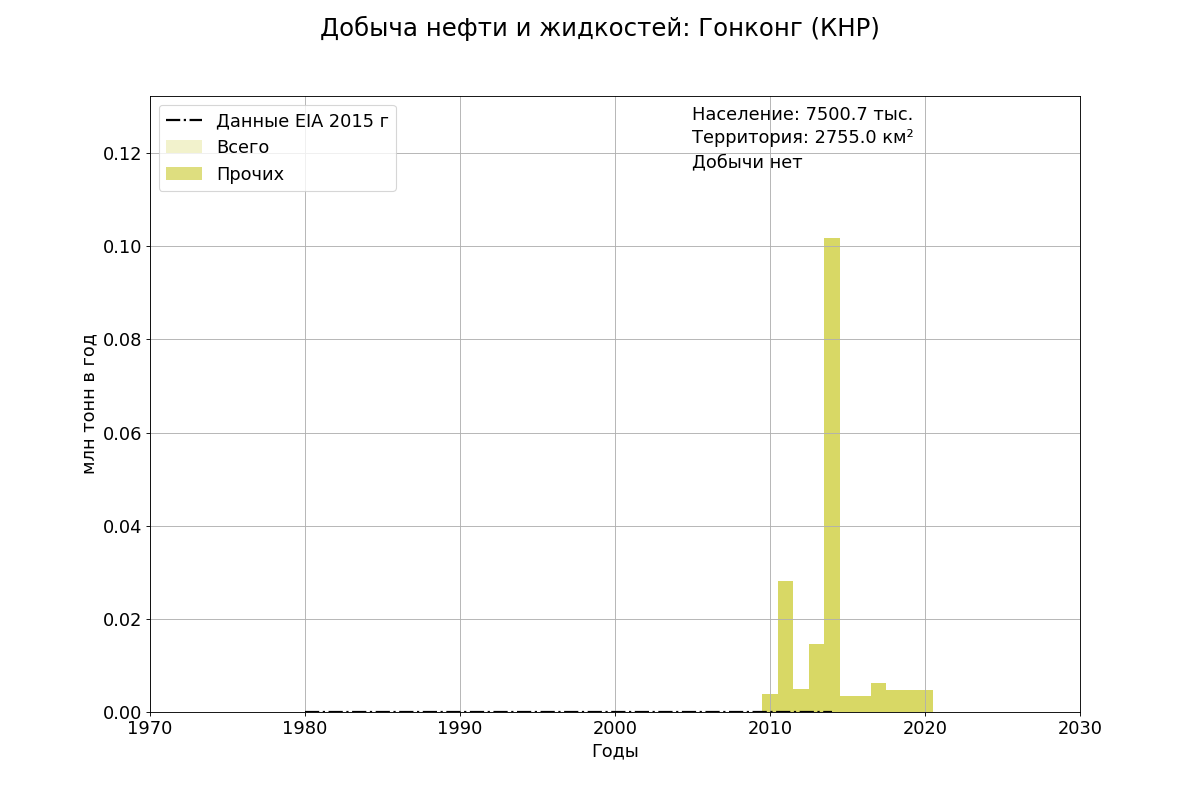 Добыча нефти и жидкостей: Гонконг (КНР)
Данные EIA 2015 г
Всего
Прочих
Население: 7500.7 тыс.
Территория: 2755.0 км²
Добычи нет
млн тонн в год
0.12
0.10
0.08
0.06
0.04
0.02
0.00
1970 1980 1990 2000 2010 2020 2030
Годы